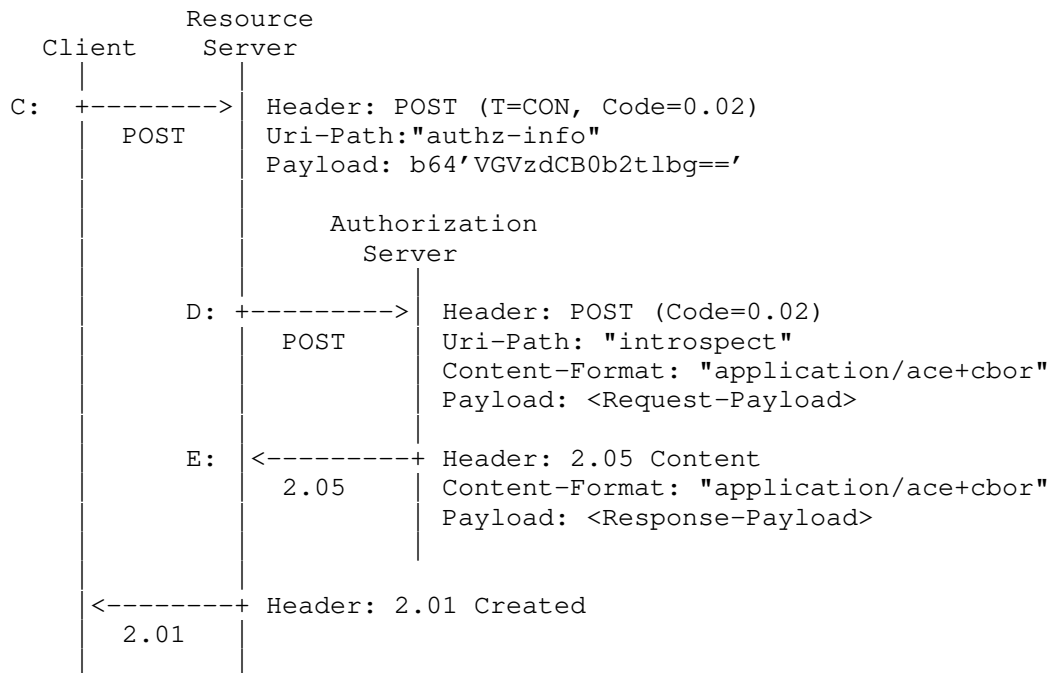 Resource
Client Server
C: +-------->| Header: POST (T=CON, Code=0.02)
POST Uri-Path:"authz-info"
Payload: b64’VGVzdCB0b2tlbg==’
Authorization
Server
D: +--------->| Header: POST (Code=0.02)
POST Uri-Path: "introspect"
Content-Format: "application/ace+cbor"
Payload: <Request-Payload>
E: |<---------+ Header: 2.05 Content
2.05 Content-Format: "application/ace+cbor"
Payload: <Response-Payload>
|<--------+ Header: 2.01 Created
2.01